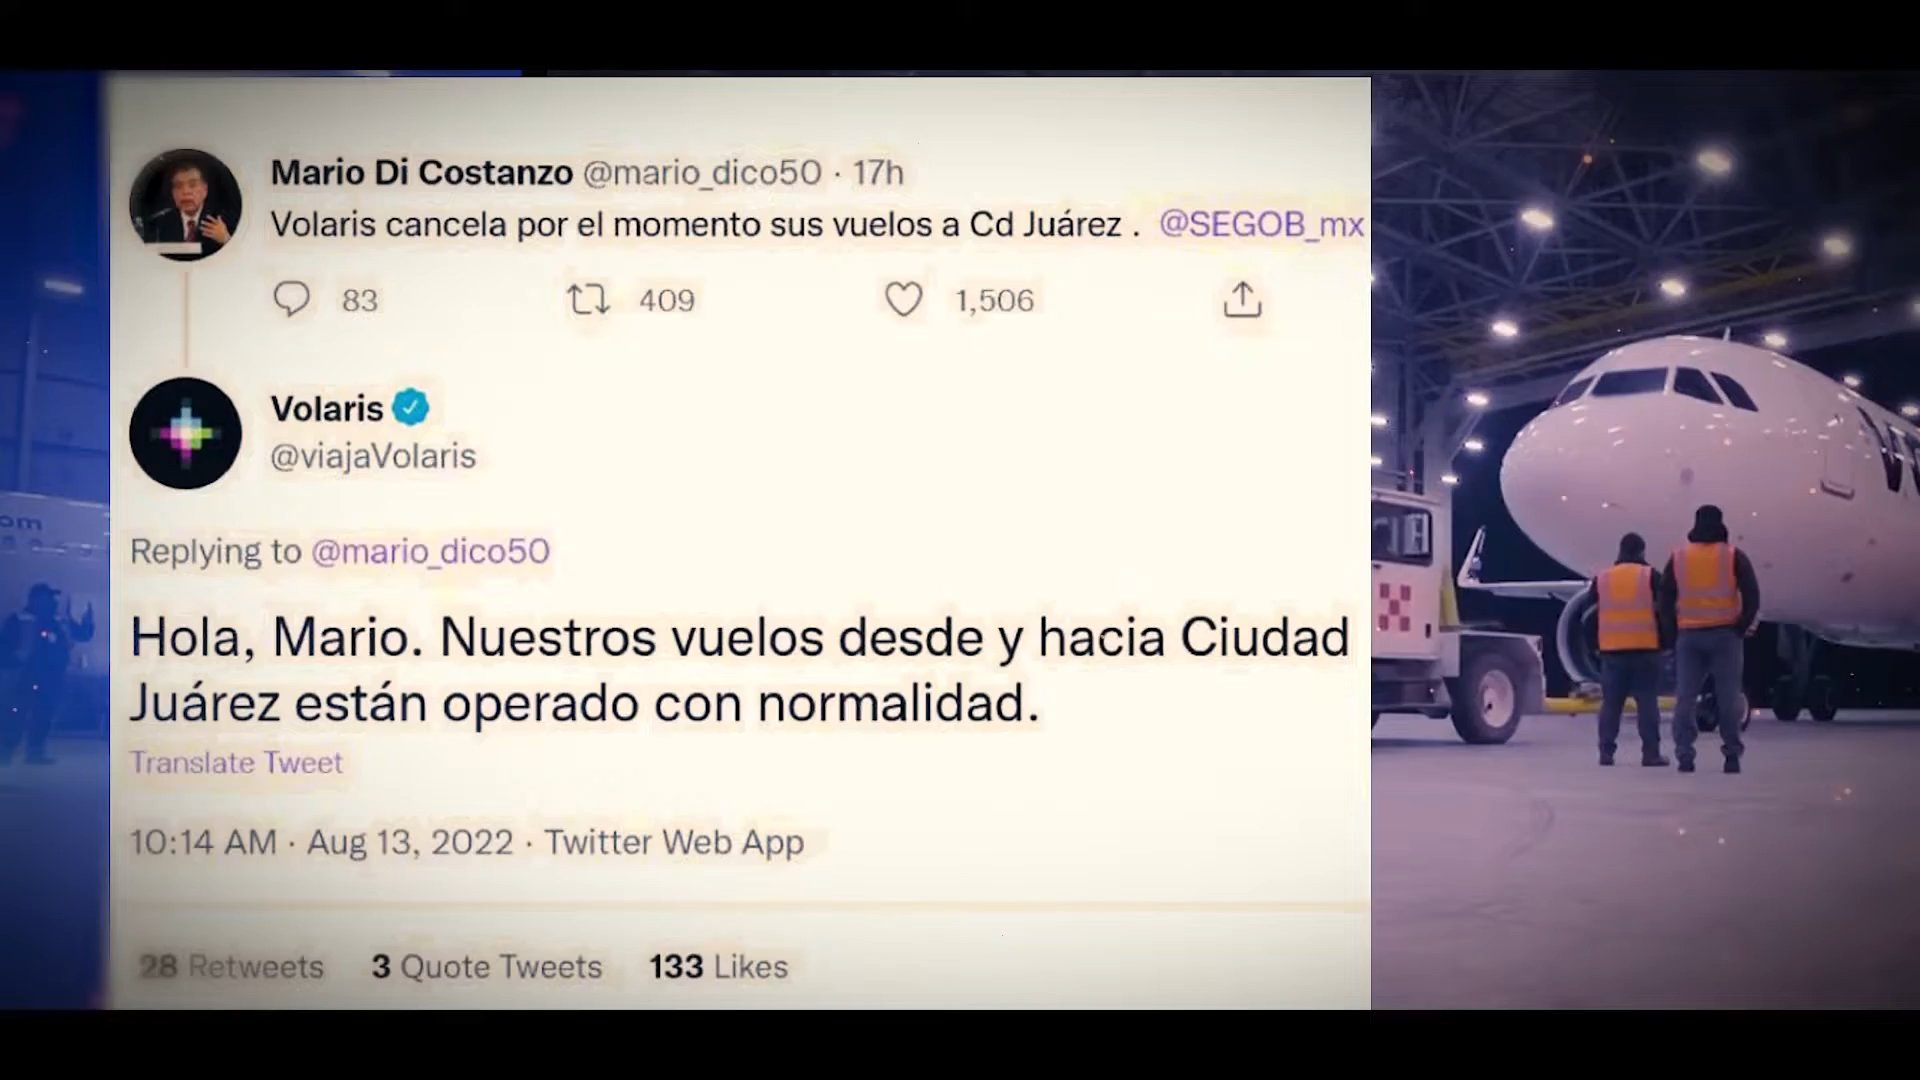 Mario Di Costanzo @mario_dico50 · 17h
Volaris cancela por el momento sus vuelos a Cd Juárez . @SEGOB_mx
83 409 1,506
Volaris
@viajaVolaris
om
Replying to @mario_dico50
Hola, Mario. Nuestros vuelos desde y hacia Ciudad
Juárez están operado con normalidad.
Translate Tweet
10:14 AM · Aug 13, 2022 · Twitter Web App
28 Retweets 3 Quote Tweets 133 Likes